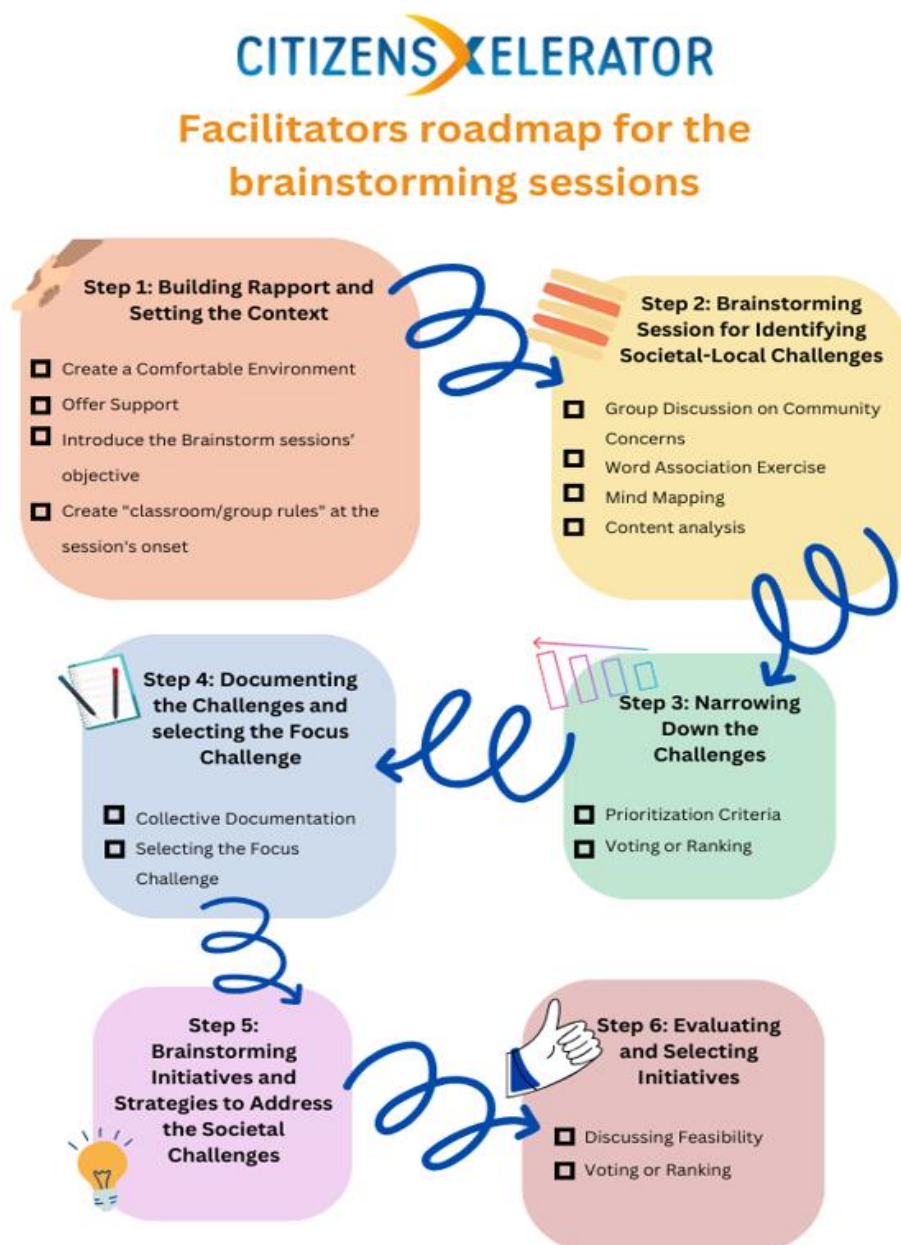 CITIZENSXELERATOR
Facilitators roadmap for the
brainstorming sessions
Step 1: Building Rapport and
Setting the Context
Create a Comfortable Environment
Offer Support
Introduce the Brainstorm sessions'
objective
Create "classroom/group rules" at the
session's onset
Step 2: Brainstorming
Session for Identifying
Societal-Local Challenges
Group Discussion on Community
Concerns
Word Association Exercise
Mind Mapping
Content analysis
Step 3: Narrowing
Down the
Challenges
Prioritization Criteria
Voting or Ranking
Step 4: Documenting
the Challenges and
selecting the Focus
Challenge
Collective Documentation
Selecting the Focus
Challenge
Step 5:
Brainstorming
Initiatives and
Strategies to Address
the Societal
Challenges
Step 6: Evaluating
and Selecting
Initiatives
Discussing Feasibility
Voting or Ranking